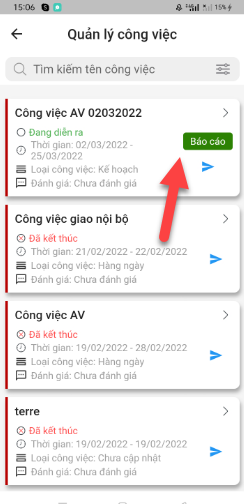 15:06 15%
Quản lý công việc
Tìm kiếm tên công việc
Công việc AV 02032022
Đang diễn ra
Báo cáo
Thời gian: 02/03/2022 -
25/03/2022
Loại công việc: Kế hoạch
Đánh giá: Chưa đánh giá
Công việc giao nội bộ
Đã kết thúc
Thời gian: 21/02/2022 - 22/02/2022
Loại công việc: Hàng ngày
Đánh giá: Chưa đánh giá
Công việc AV
Đã kết thúc
Thời gian: 19/02/2022 - 28/02/2022
Loại công việc: Hàng ngày
Đánh giá: Chưa đánh giá
terre
Đã kết thúc
Thời gian: 19/02/2022 - 19/02/2022
Loại công việc: Chưa cập nhật
Đánh giá: Chưa đánh giá